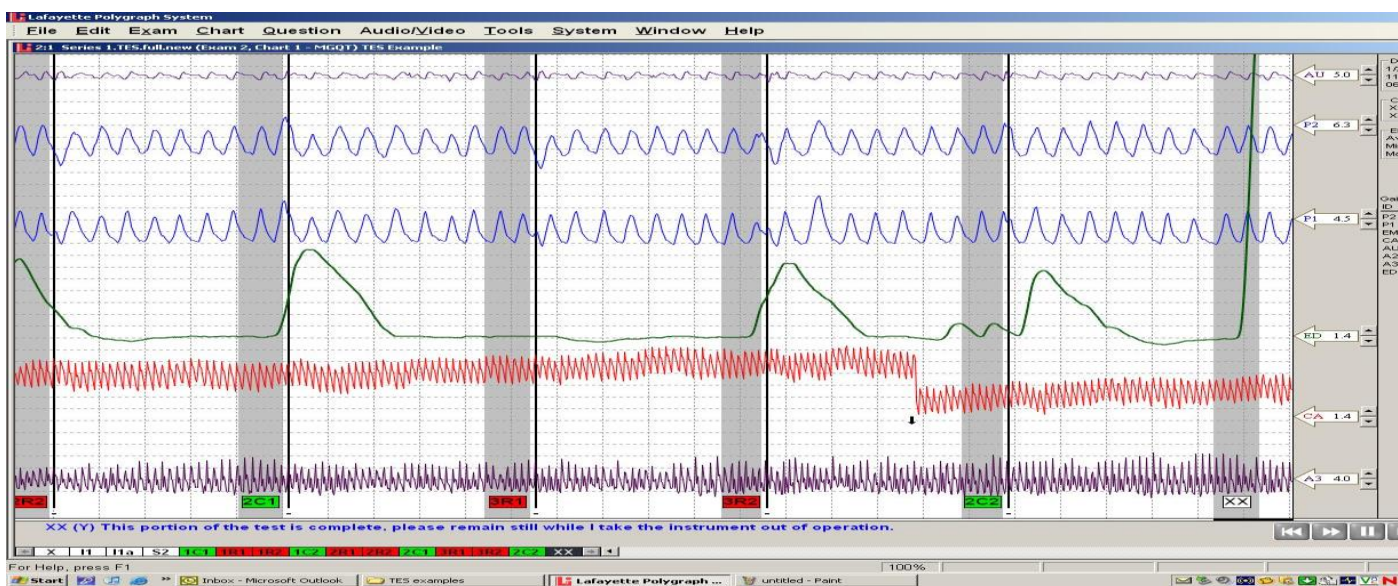 Lafayette Polygraph System
File Edit Exam Chart Question Audio/Video Tools System Window Help
2:1 Series 1.TES.full.new (Exam 2, Chart 1 - MGQT) TES Example
AU 5.0
P2 6.3
P1 4.5
ED 1.4
CA 1.4
A3 4.0
2R2 2C1 3R1 3R2 2C2 XX
XX (Y) This portion of the test is complete, please remain still while I take the instrument out of operation.
X I1 I1a S2 1C1 1R1 1R2 1C2 2R1 2R2 2C1 3R1 3R2 2C2 XX
For Help, press F1 100%
Start Inbox - Microsoft Outlook TES examples Lafayette Polygraph ... untitled - Paint